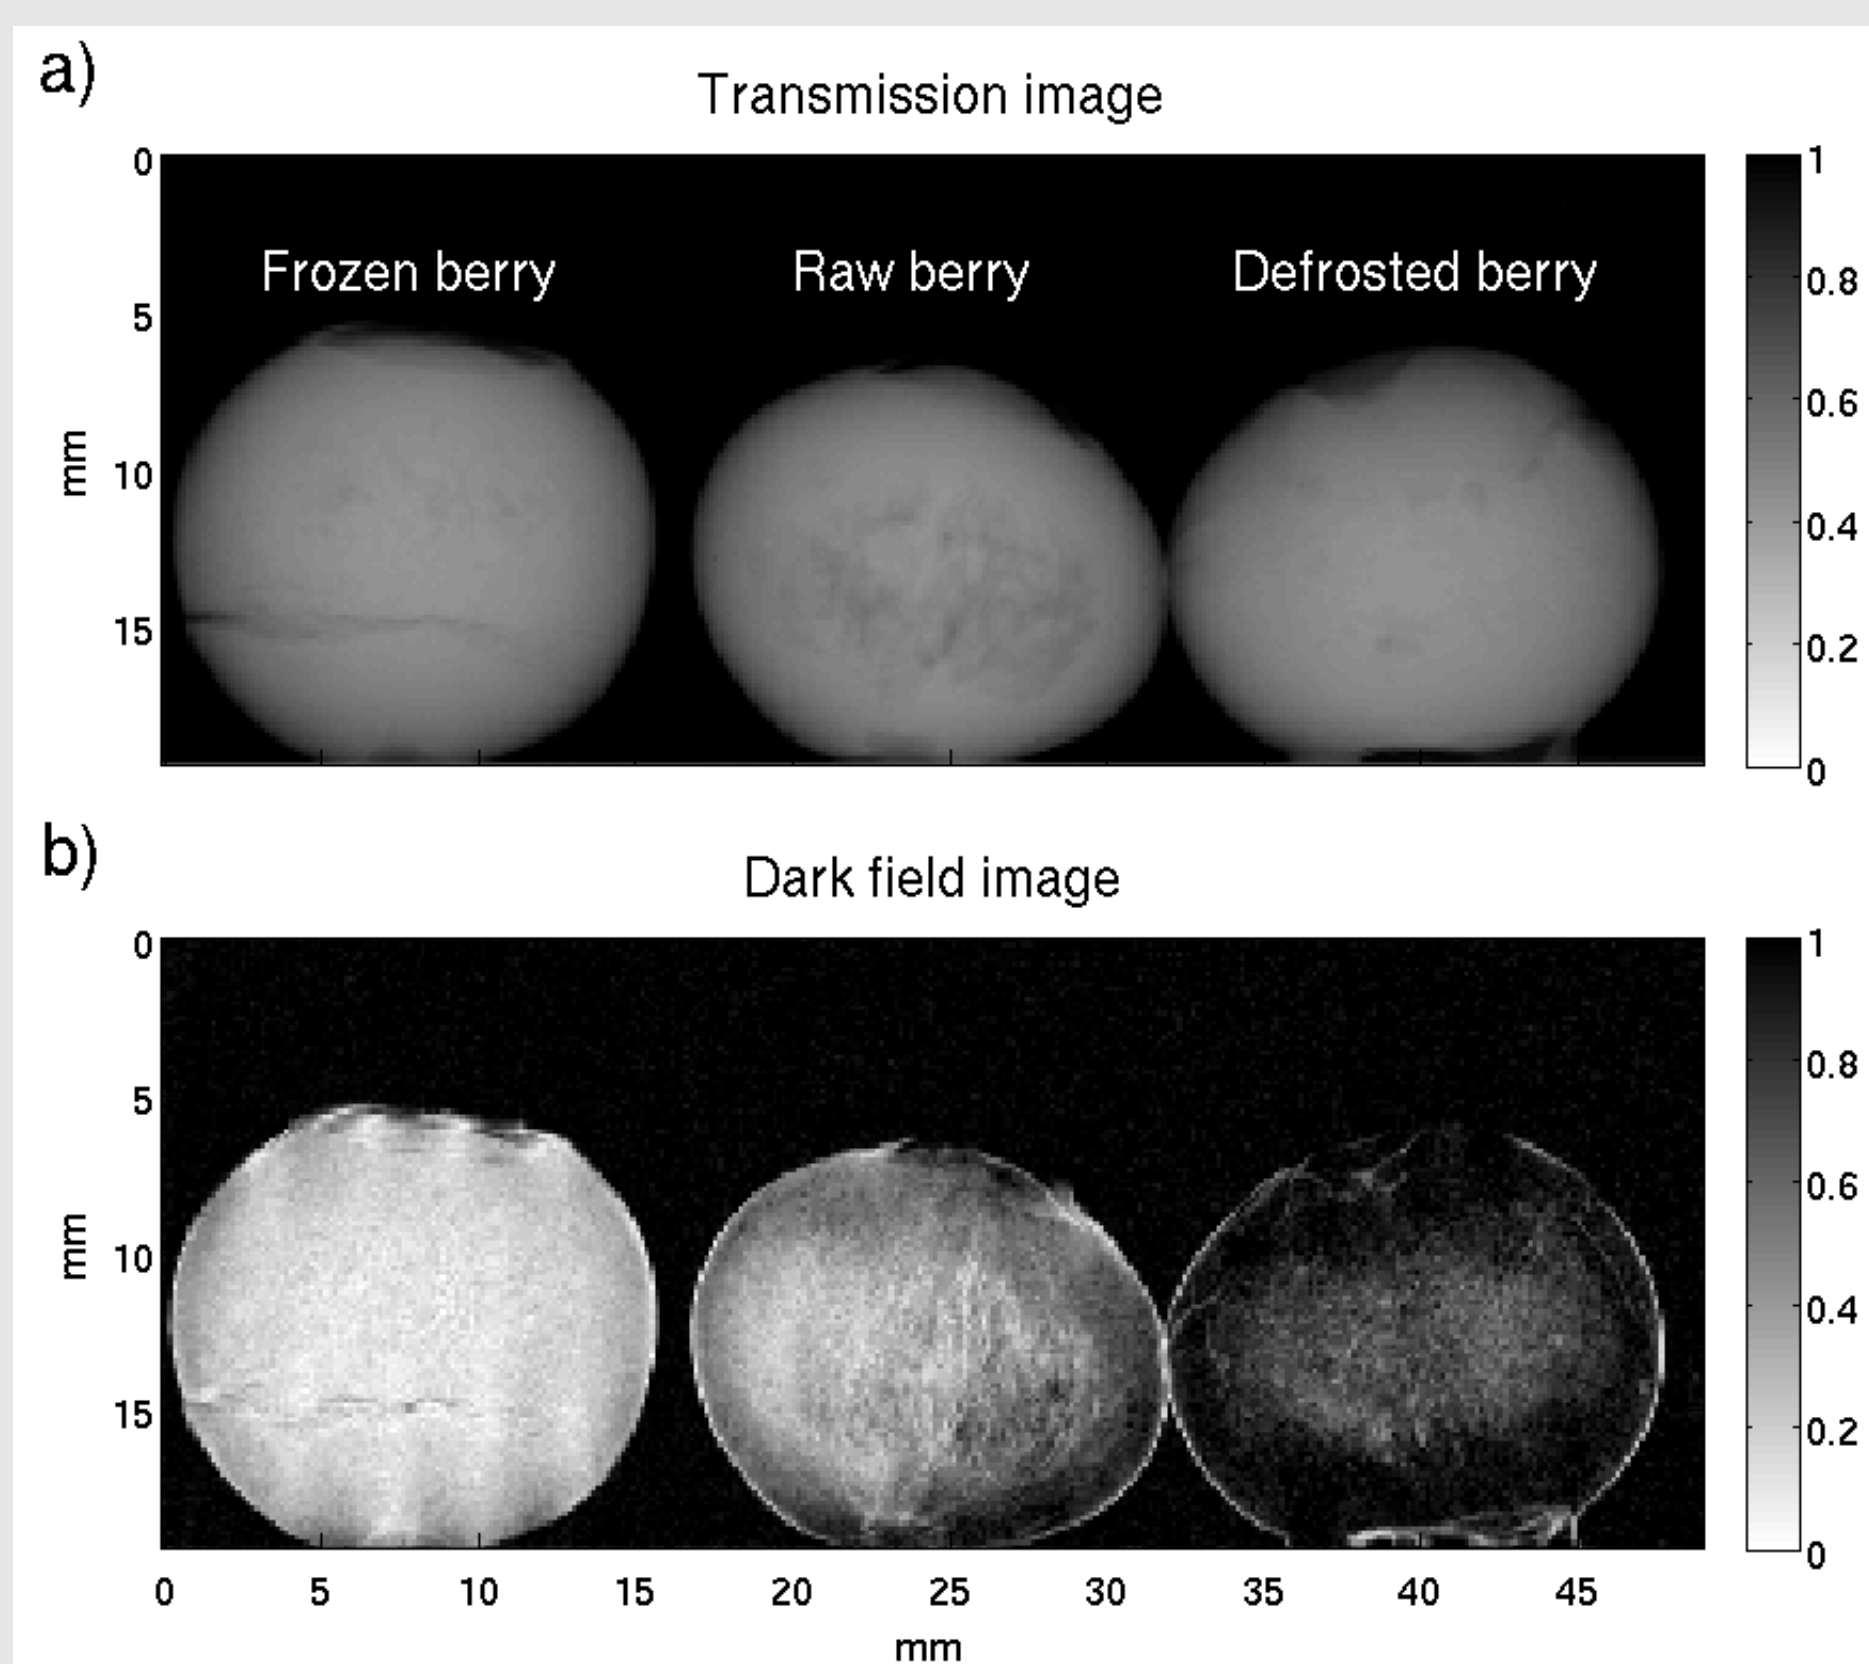 a)
Transmission image
0
5
10
15
mm
Frozen berry Raw berry Defrosted berry
1
0.8
0.6
0.4
0.2
0
b)
Dark field image
0
5
10
15
mm
1
0.8
0.6
0.4
0.2
0
0 5 10 15 20 25 30 35 40 45
mm